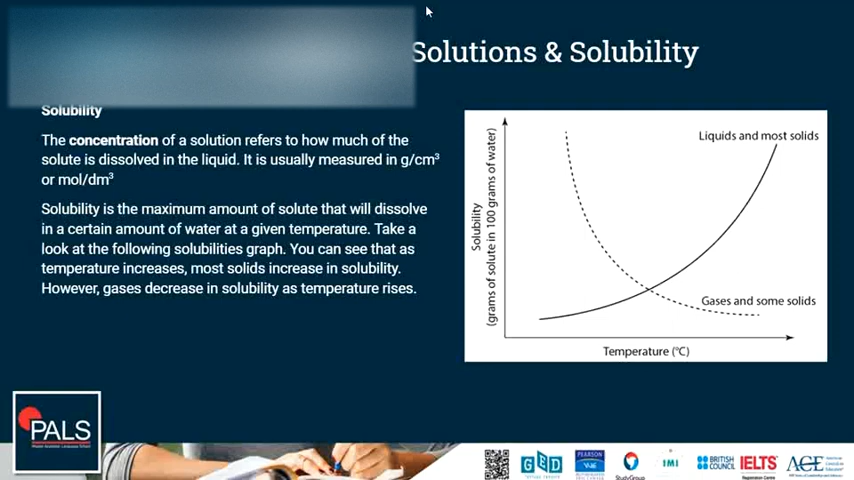 Solutions & Solubility
Solubility
The concentration of a solution refers to how much of the
solute is dissolved in the liquid. It is usually measured in g/cm³
or mol/dm³
Solubility is the maximum amount of solute that will dissolve
in a certain amount of water at a given temperature. Take a
look at the following solubilities graph. You can see that as
temperature increases, most solids increase in solubility.
However, gases decrease in solubility as temperature rises.
Solubility
(grams of solute in 100 grams of water)
Liquids and most solids
Gases and some solids
Temperature (°C)
PALS
GED
PEARSON
VUE
StudyGroup
IMI
BRITISH
COUNCIL
IELTS
ACE